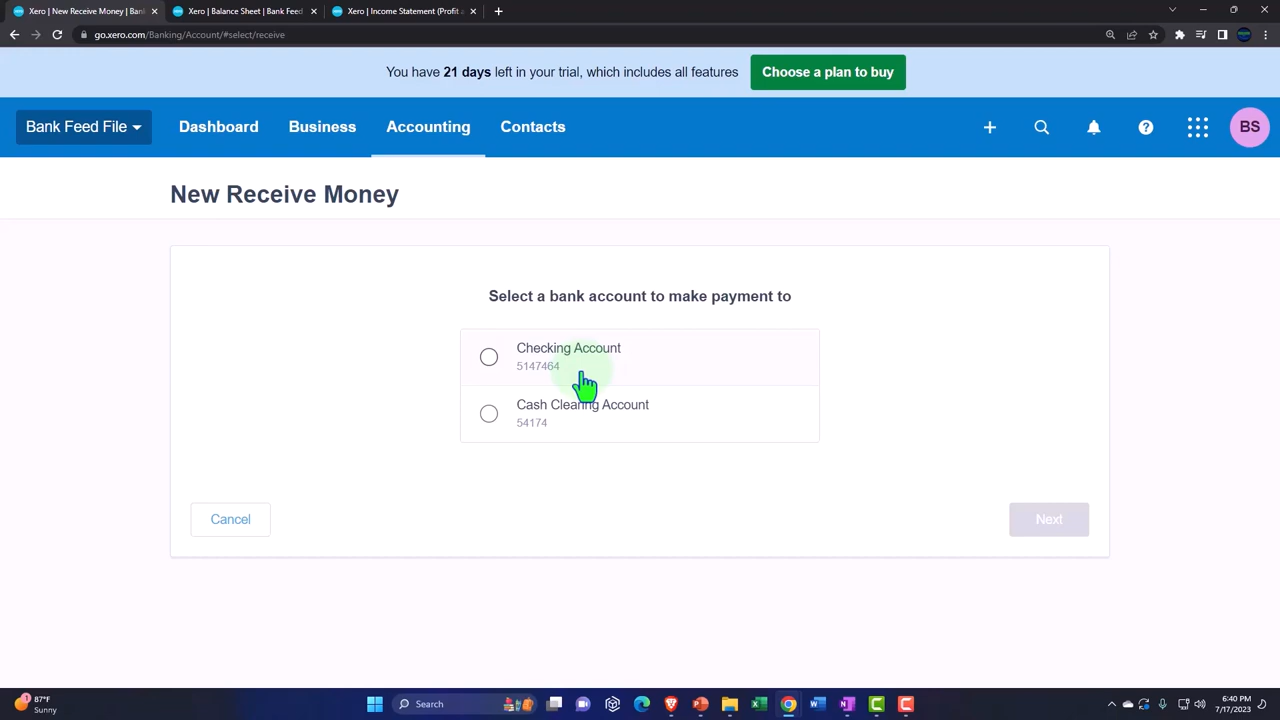 Xero | New Receive Money | Bank
Xero | Balance Sheet | Bank Feed
Xero | Income Statement (Profit a
go.xero.com/Banking/Account/#select/receive
You have 21 days left in your trial, which includes all features
Choose a plan to buy
Bank Feed File
Dashboard
Business
Accounting
Contacts
BS
New Receive Money
Select a bank account to make payment to
Checking Account
5147464
Cash Clearing Account
54174
Cancel
Next
87°F
Sunny
Search
6:40 PM
7/17/2023